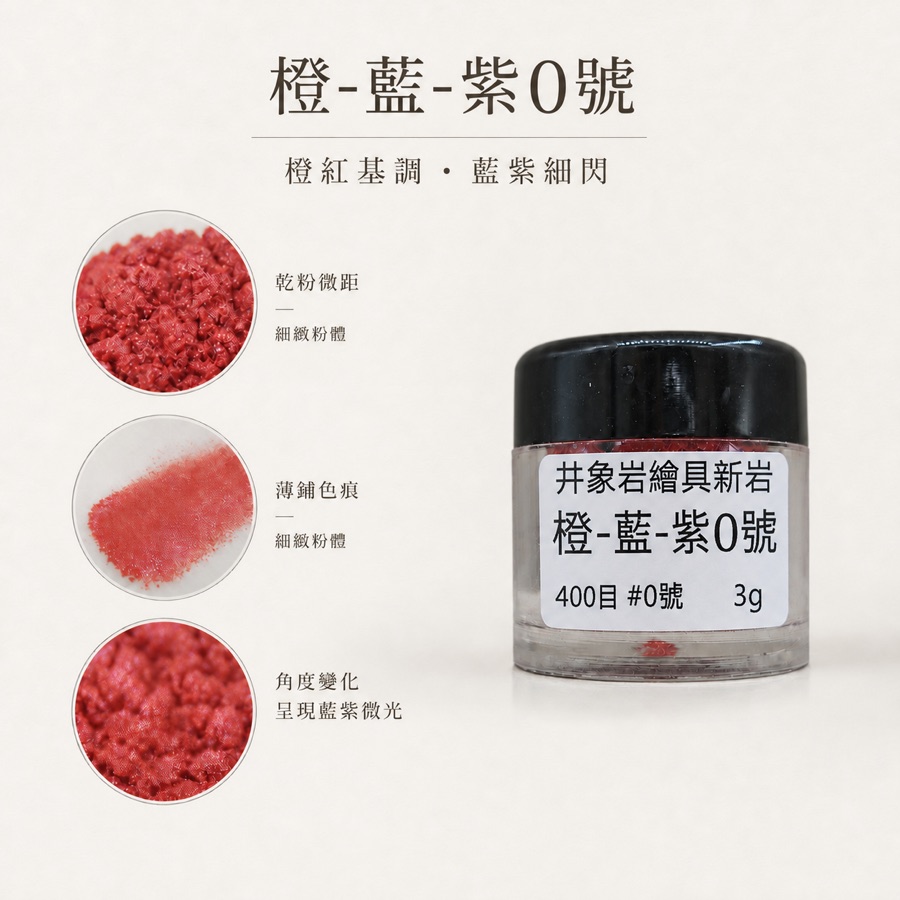 橙-藍-紫0號
橙紅基調・藍紫細閃
乾粉微距
細緻粉體
薄鋪色痕
細緻粉體
角度變化
呈現藍紫微光
井象岩繪具新岩
橙-藍-紫0號
400目 #0號 3g